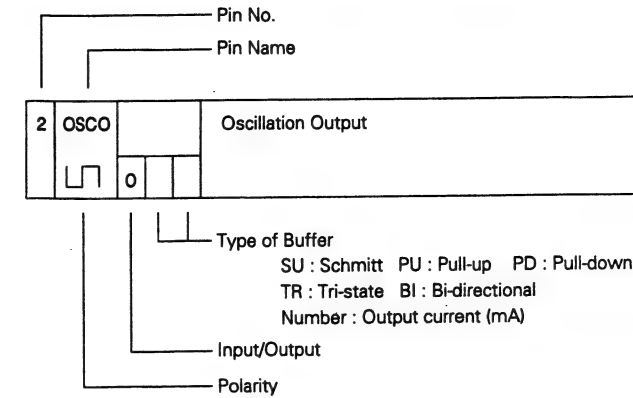 Pin No.
Pin Name
2 OSCO Oscillation Output
O
Type of Buffer
SU : Schmitt PU : Pull-up PD : Pull-down
TR : Tri-state BI : Bi-directional
Number : Output current (mA)
Input/Output
Polarity